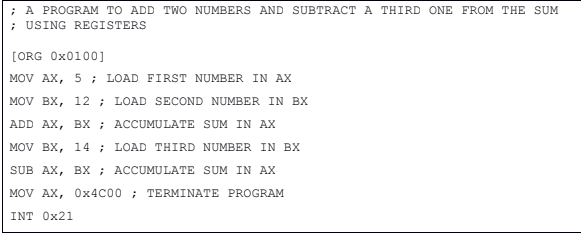 ; A PROGRAM TO ADD TWO NUMBERS AND SUBTRACT A THIRD ONE FROM THE SUM
; USING REGISTERS
[ORG 0x0100]
MOV AX, 5 ; LOAD FIRST NUMBER IN AX
MOV BX, 12 ; LOAD SECOND NUMBER IN BX
ADD AX, BX ; ACCUMULATE SUM IN AX
MOV BX, 14 ; LOAD THIRD NUMBER IN BX
SUB AX, BX ; ACCUMULATE SUM IN AX
MOV AX, 0x4C00 ; TERMINATE PROGRAM
INT 0x21